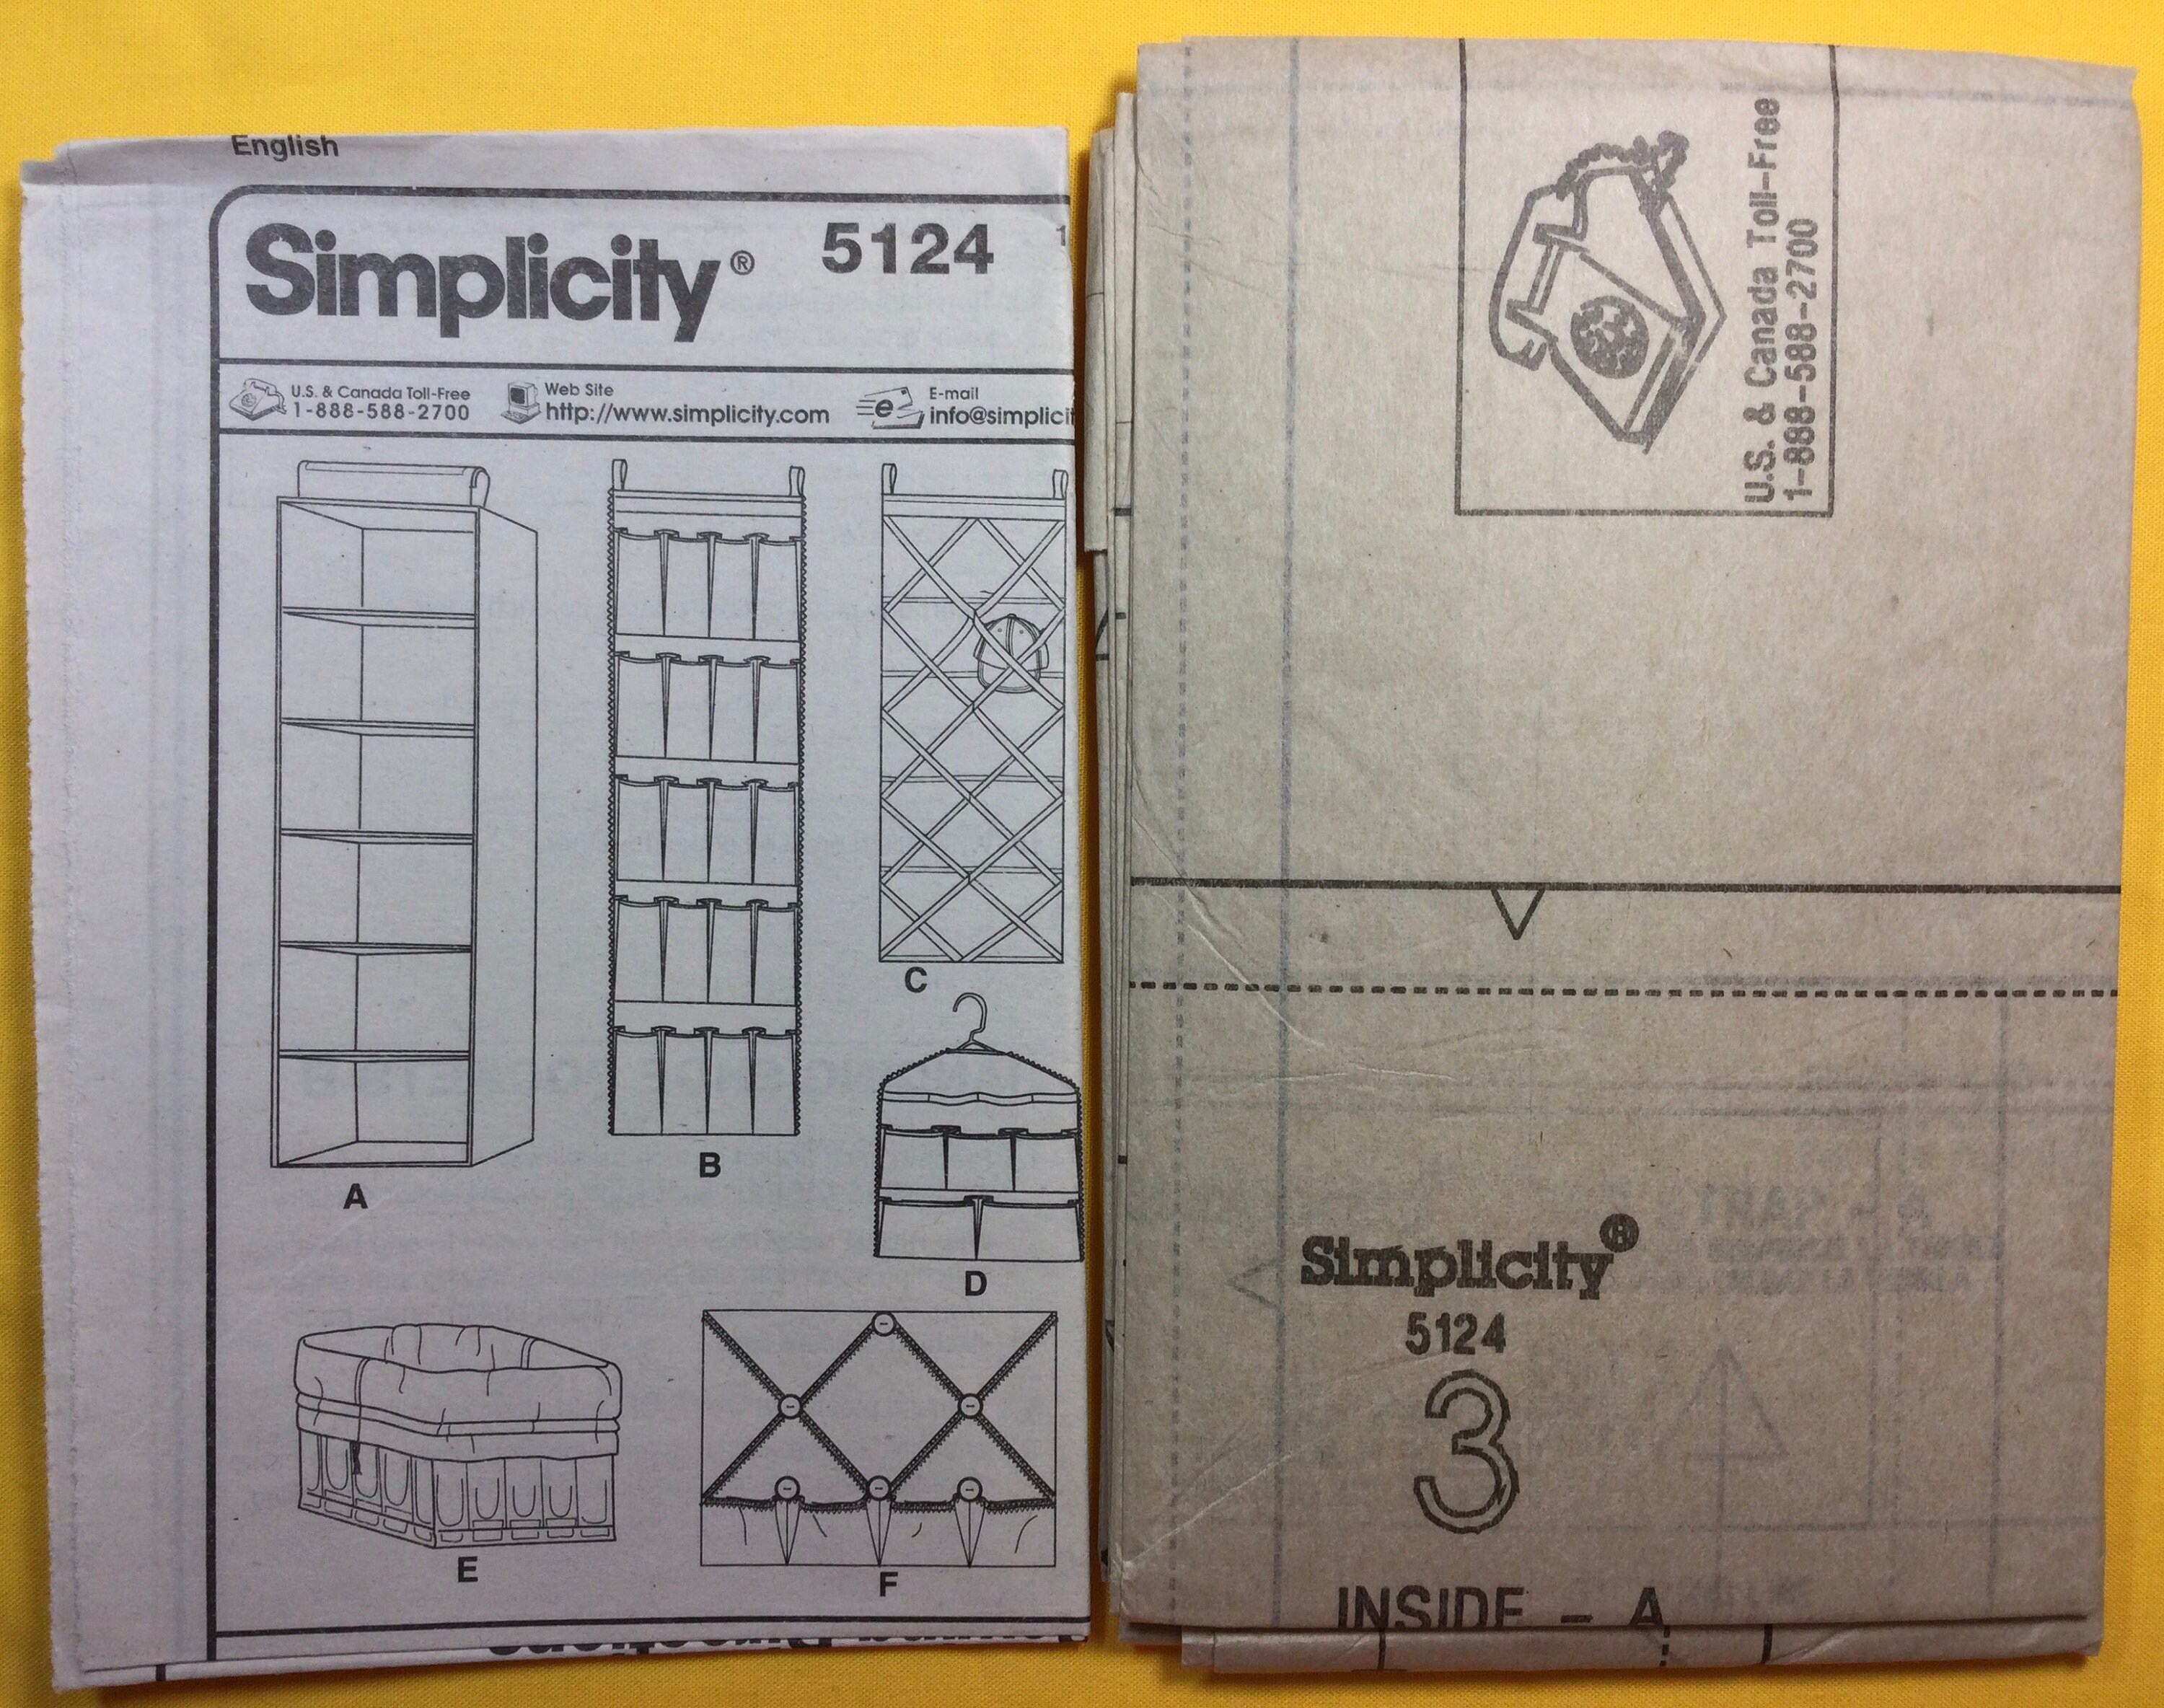 English
Simplicity® 5124
U.S. & Canada Toll-Free
1-888-588-2700
Web Site
http://www.simplicity.com
E-mail
info@simplicit
A
B
C
D
E
F
U.S. & Canada Toll-Free
1-888-588-2700
Simplicity®
5124
3
INSIDE - A